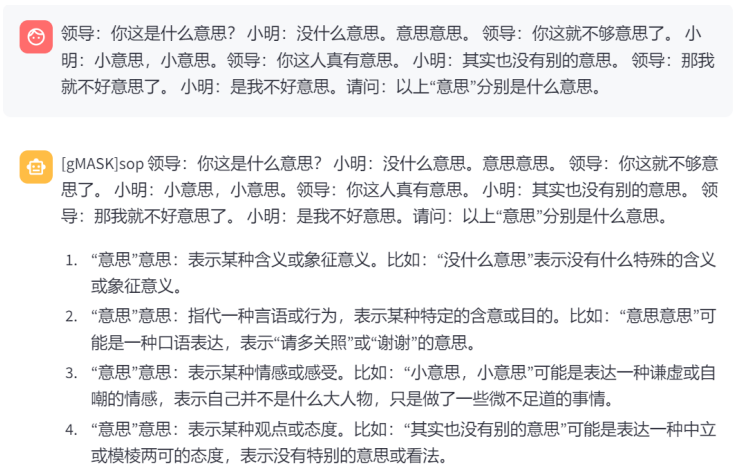 领导：你这是什么意思？ 小明：没什么意思。意思意思。 领导：你这就不够意思了。 小
明：小意思，小意思。领导：你这人真有意思。 小明：其实也没有别的意思。 领导：那我
就不好意思了。 小明：是我不好意思。请问：以上“意思”分别是什么意思。
[gMASK]sop 领导：你这是什么意思？ 小明：没什么意思。意思意思。 领导：你这就不够意
思了。 小明：小意思，小意思。领导：你这人真有意思。 小明：其实也没有别的意思。 领
导：那我就不好意思了。 小明：是我不好意思。请问：以上“意思”分别是什么意思。
1. “意思”意思：表示某种含义或象征意义。比如：“没什么意思”表示没有什么特殊的含义
或象征意义。
2. “意思”意思：指代一种言语或行为，表示某种特定的含意或目的。比如：“意思意思”可
能是一种口语表达，表示“请多关照”或“谢谢”的意思。
3. “意思”意思：表示某种情感或感受。比如：“小意思，小意思”可能是表达一种谦虚或自
嘲的情感，表示自己并不是什么大人物，只是做了一些微不足道的事情。
4. “意思”意思：表示某种观点或态度。比如：“其实也没有别的意思”可能是表达一种中立
或模棱两可的态度，表示没有特别的意思或看法。